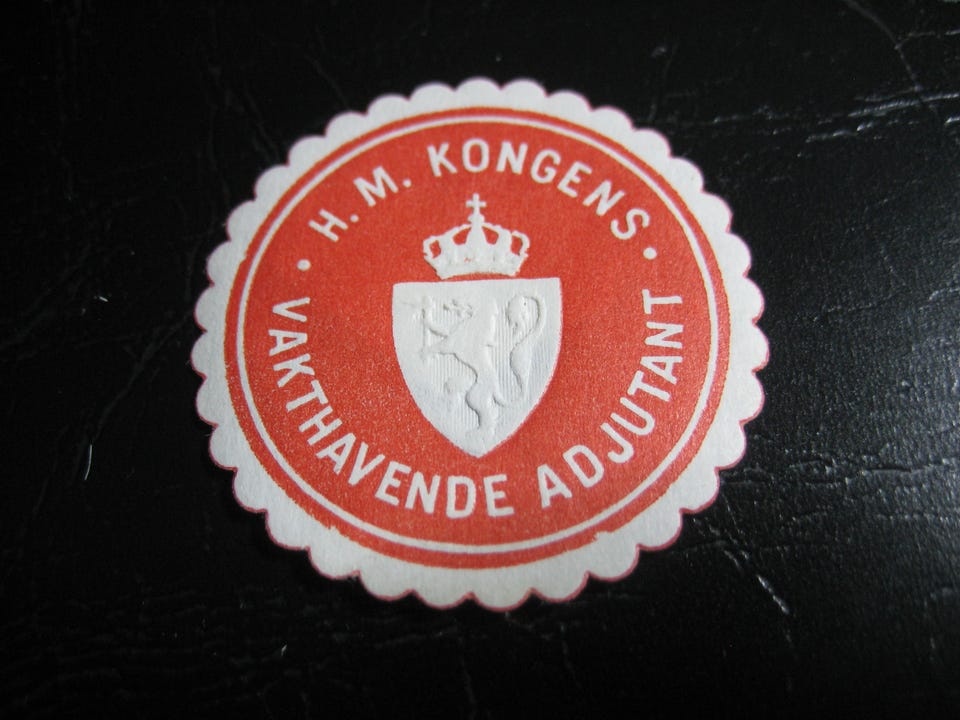 H. M. KONGENS
VAKTHAVENDE ADJUTANT